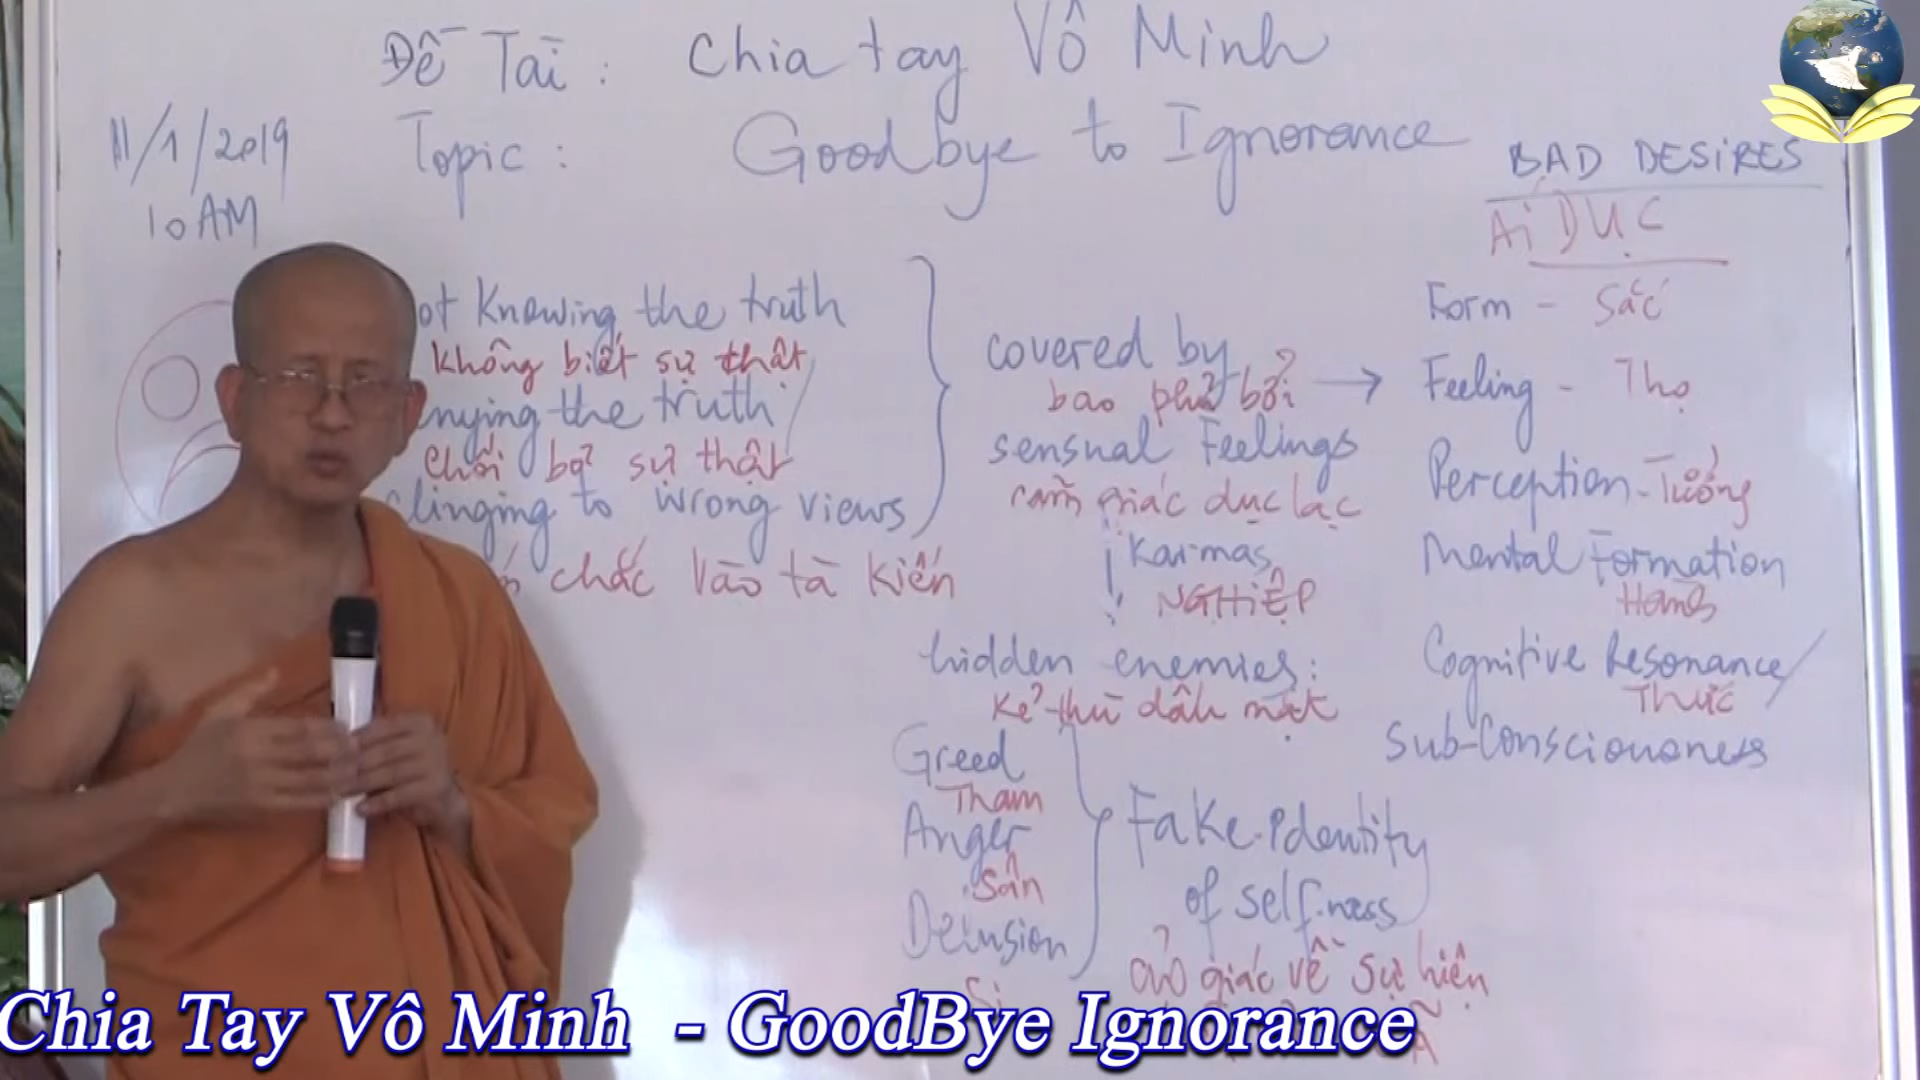 Đề Tài : Chia tay Vô Minh
11/1/2019
10 AM
Topic : Goodbye to Ignorance
ot Knowing the truth
không biết sự thật
nying the truth
chối bỏ sự thật
clinging to wrong views
chắc vào tà kiến
covered by
bao phủ bởi
sensual Feelings
cảm giác dục lạc
Karmas
NGHIỆP
hidden enemies:
kẻ thù dấu mặt
Greed
Tham
Anger
Sân
Delusion
Si
Fake Identity
of self-ness
ảo giác về sự hiện
BAD DESIRES
ÁI DỤC
Form - Sắc
Feeling - Thọ
Perception - Tưởng
Mental Formation
Hành
Cognitive Resonance/
Thức
Sub-Consciousness
Chia Tay Vô Minh - GoodBye Ignorance